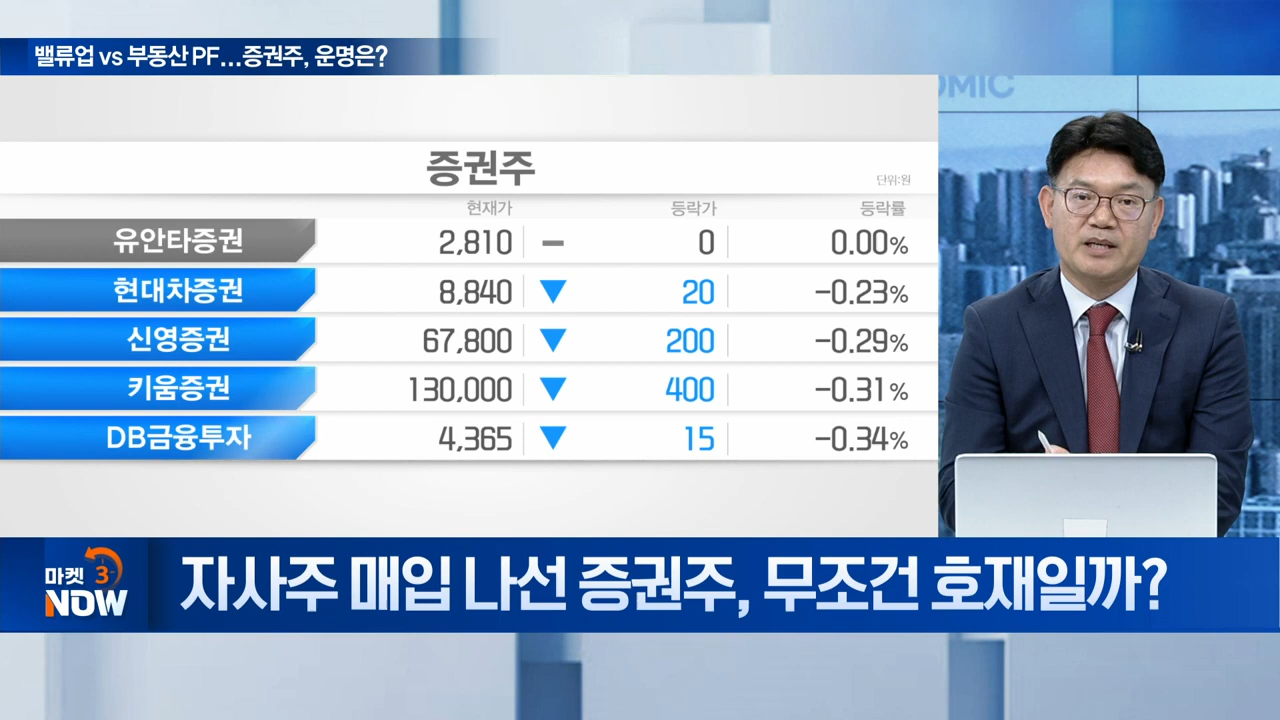 밸류업 vs 부동산 PF...증권주, 운명은?
OMIC
증권주
단위:원
현재가 등락가 등락률
유안타증권 2,810 − 0 0.00%
현대차증권 8,840 ▼ 20 −0.23%
신영증권 67,800 ▼ 200 −0.29%
키움증권 130,000 ▼ 400 −0.31%
DB금융투자 4,365 ▼ 15 −0.34%
마켓 3
NOW
자사주 매입 나선 증권주, 무조건 호재일까?